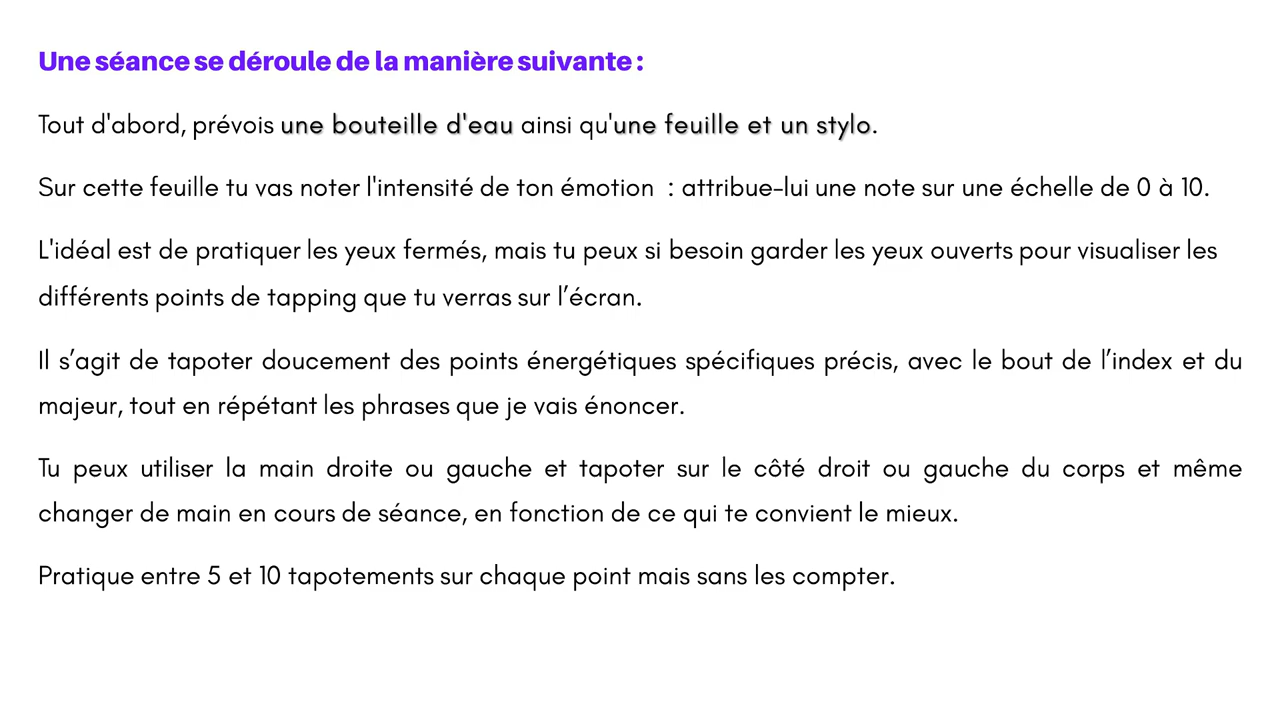 Une séance se déroule de la manière suivante :
Tout d'abord, prévois une bouteille d'eau ainsi qu'une feuille et un stylo.
Sur cette feuille tu vas noter l'intensité de ton émotion  : attribue-lui une note sur une échelle de 0 à 10.
L'idéal est de pratiquer les yeux fermés, mais tu peux si besoin garder les yeux ouverts pour visualiser les
différents points de tapping que tu verras sur l’écran.
Il s’agit de tapoter doucement des points énergétiques spécifiques précis, avec le bout de l’index et du
majeur, tout en répétant les phrases que je vais énoncer.
Tu peux utiliser la main droite ou gauche et tapoter sur le côté droit ou gauche du corps et même
changer de main en cours de séance, en fonction de ce qui te convient le mieux.
Pratique entre 5 et 10 tapotements sur chaque point mais sans les compter.